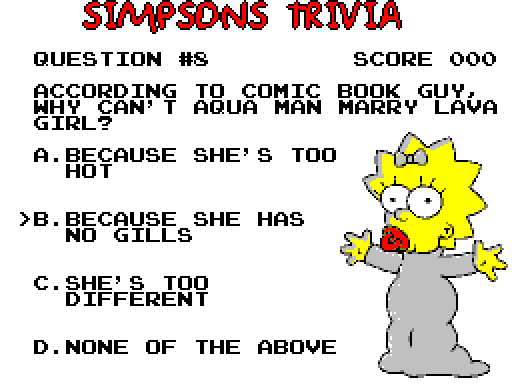 SIMPSONS TRIVIA
QUESTION #8 SCORE 000
ACCORDING TO COMIC BOOK GUY,
WHY CAN'T AQUA MAN MARRY LAVA
GIRL?
A.BECAUSE SHE'S TOO
HOT
>B.BECAUSE SHE HAS
NO GILLS
C.SHE'S TOO
DIFFERENT
D.NONE OF THE ABOVE